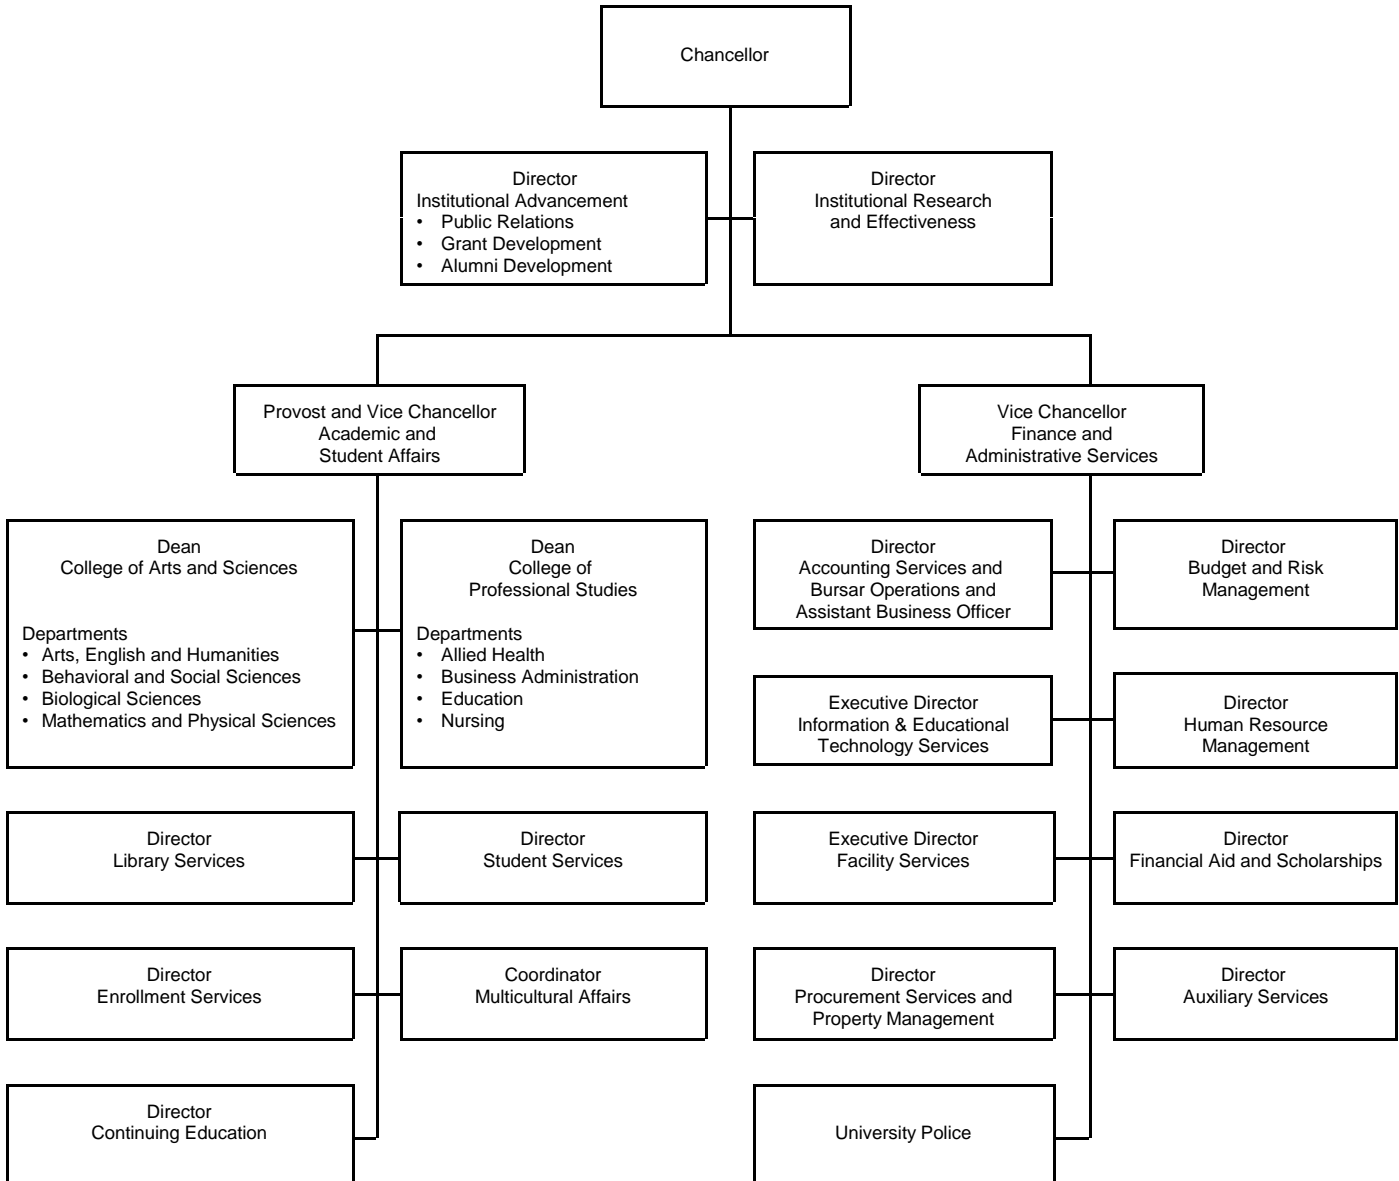 Chancellor
Director
Institutional Advancement
• Public Relations
• Grant Development
• Alumni Development
Director
Institutional Research
and Effectiveness
Provost and Vice Chancellor
Academic and
Student Affairs
Vice Chancellor
Finance and
Administrative Services
Dean
College of Arts and Sciences
Departments
• Arts, English and Humanities
• Behavioral and Social Sciences
• Biological Sciences
• Mathematics and Physical Sciences
Dean
College of
Professional Studies
Departments
• Allied Health
• Business Administration
• Education
• Nursing
Director
Accounting Services and
Bursar Operations and
Assistant Business Officer
Director
Budget and Risk
Management
Executive Director
Information & Educational
Technology Services
Director
Human Resource
Management
Director
Library Services
Director
Student Services
Executive Director
Facility Services
Director
Financial Aid and Scholarships
Director
Enrollment Services
Coordinator
Multicultural Affairs
Director
Procurement Services and
Property Management
Director
Auxiliary Services
Director
Continuing Education
University Police